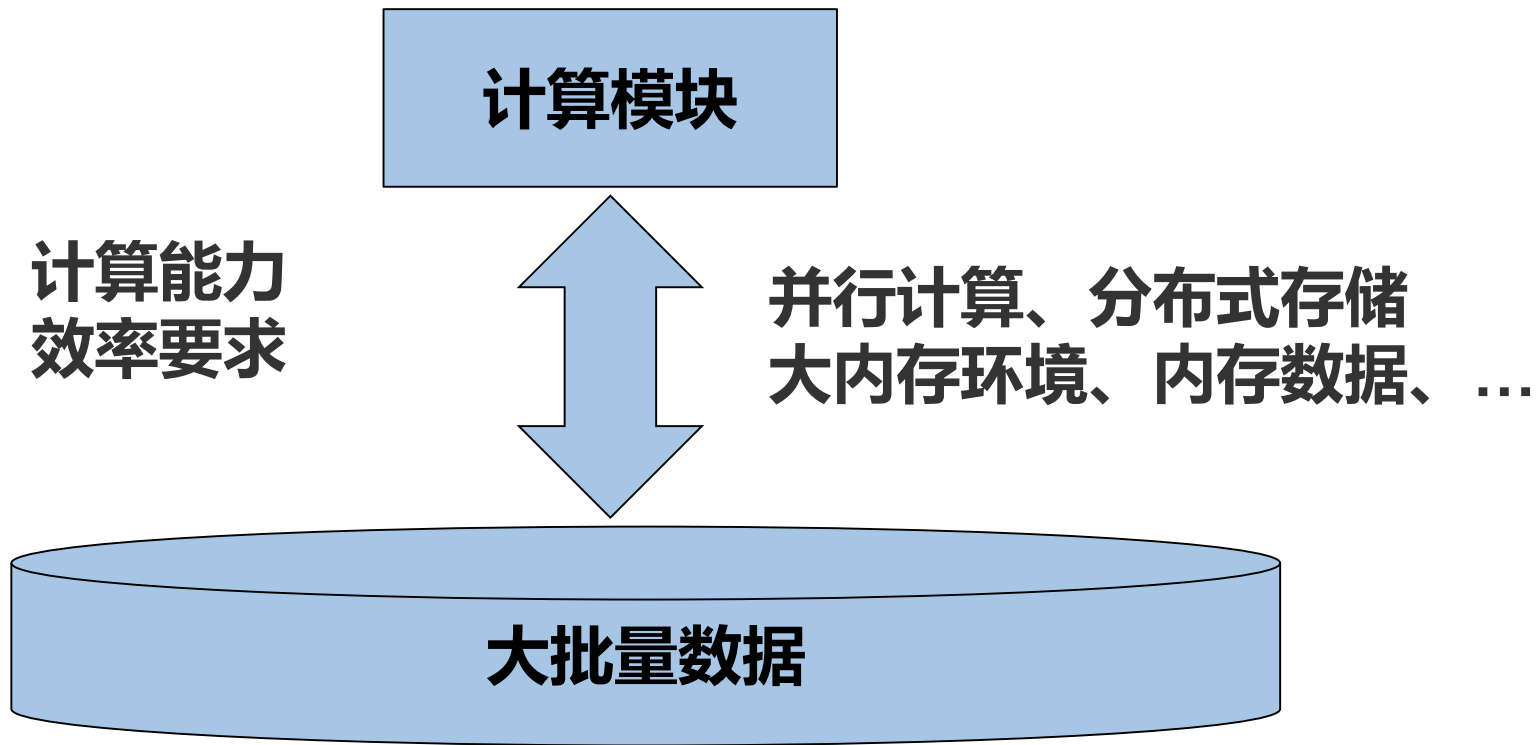 计算模块
计算能力
效率要求
并行计算、分布式存储
大内存环境、内存数据、…
大批量数据